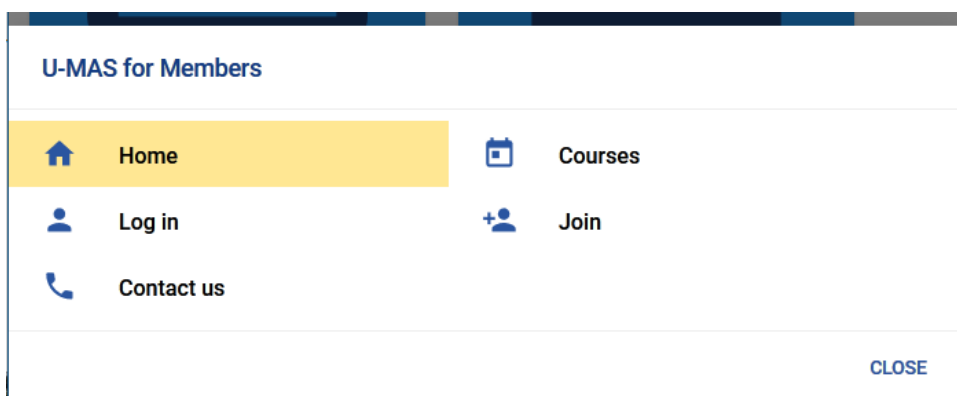 U-MAS for Members
Home
Courses
Log in
Join
Contact us
CLOSE